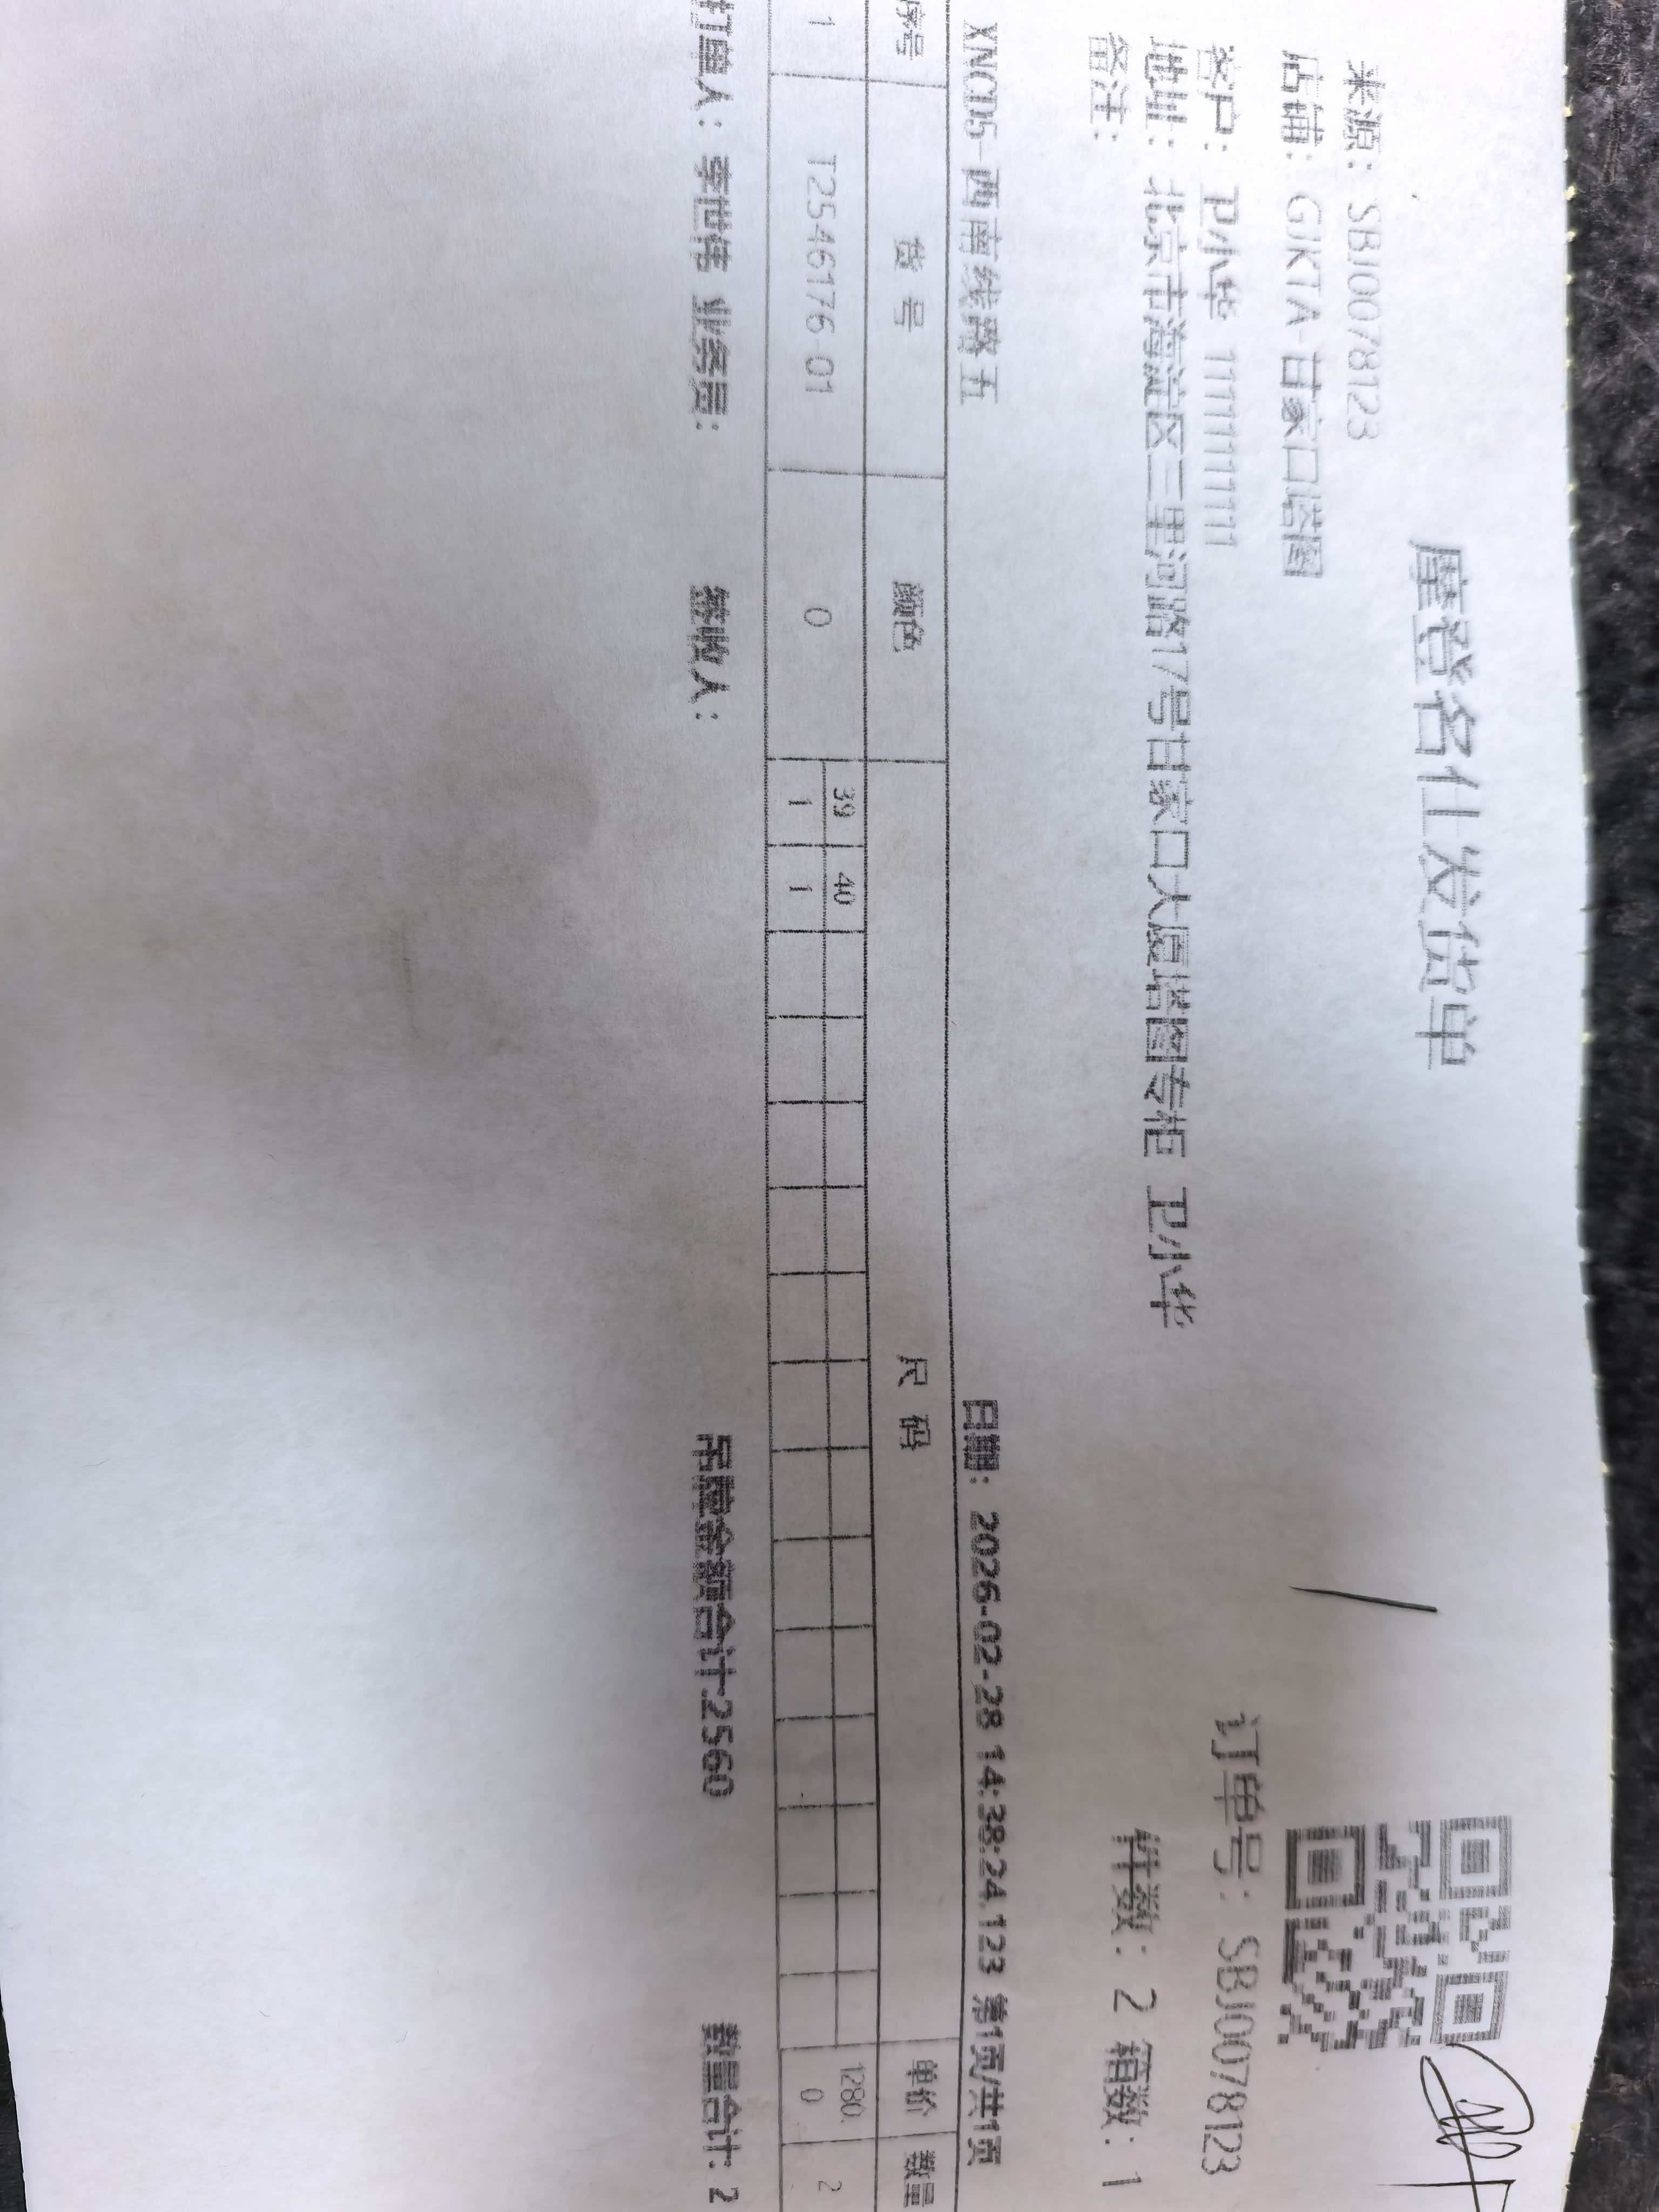 摩登名仕发货单
来源：SBJ0078123
店铺：GJKTA-甘家口塔图
订单号：SBJ0078123
客户：卫小华 11111111111
地址：北京市海淀区三里河路17号甘家口大厦塔图专柜 卫小华
件数：2 箱数：1
备注：
XNCD5-西南线路五 日期：2026-02-28 14:38:24.123 第1页/共1页
序号 货号 颜色 尺码 单价 数量
39 40
1 T2546176-01 0 1 1 1280.0 2
打单人：李世伟 业务员： 签收人： 吊牌金额合计:2560 数量合计: 2